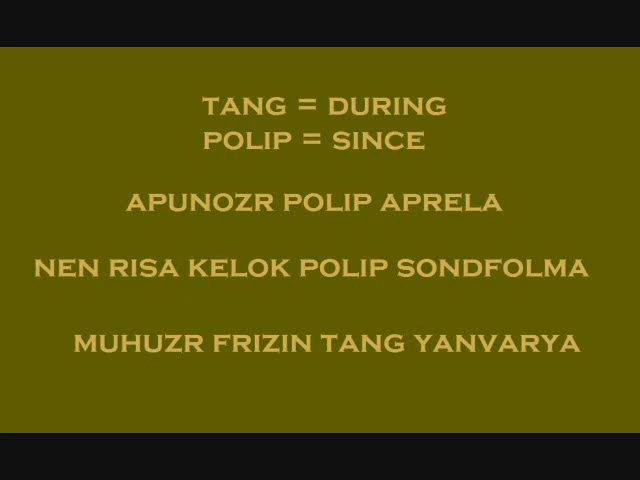 TANG = DURING
POLIP = SINCE
APUNOZR POLIP APRELA
NEN RISA KELOK POLIP SONDFOLMA
MUHUZR FRIZIN TANG YANVARYA